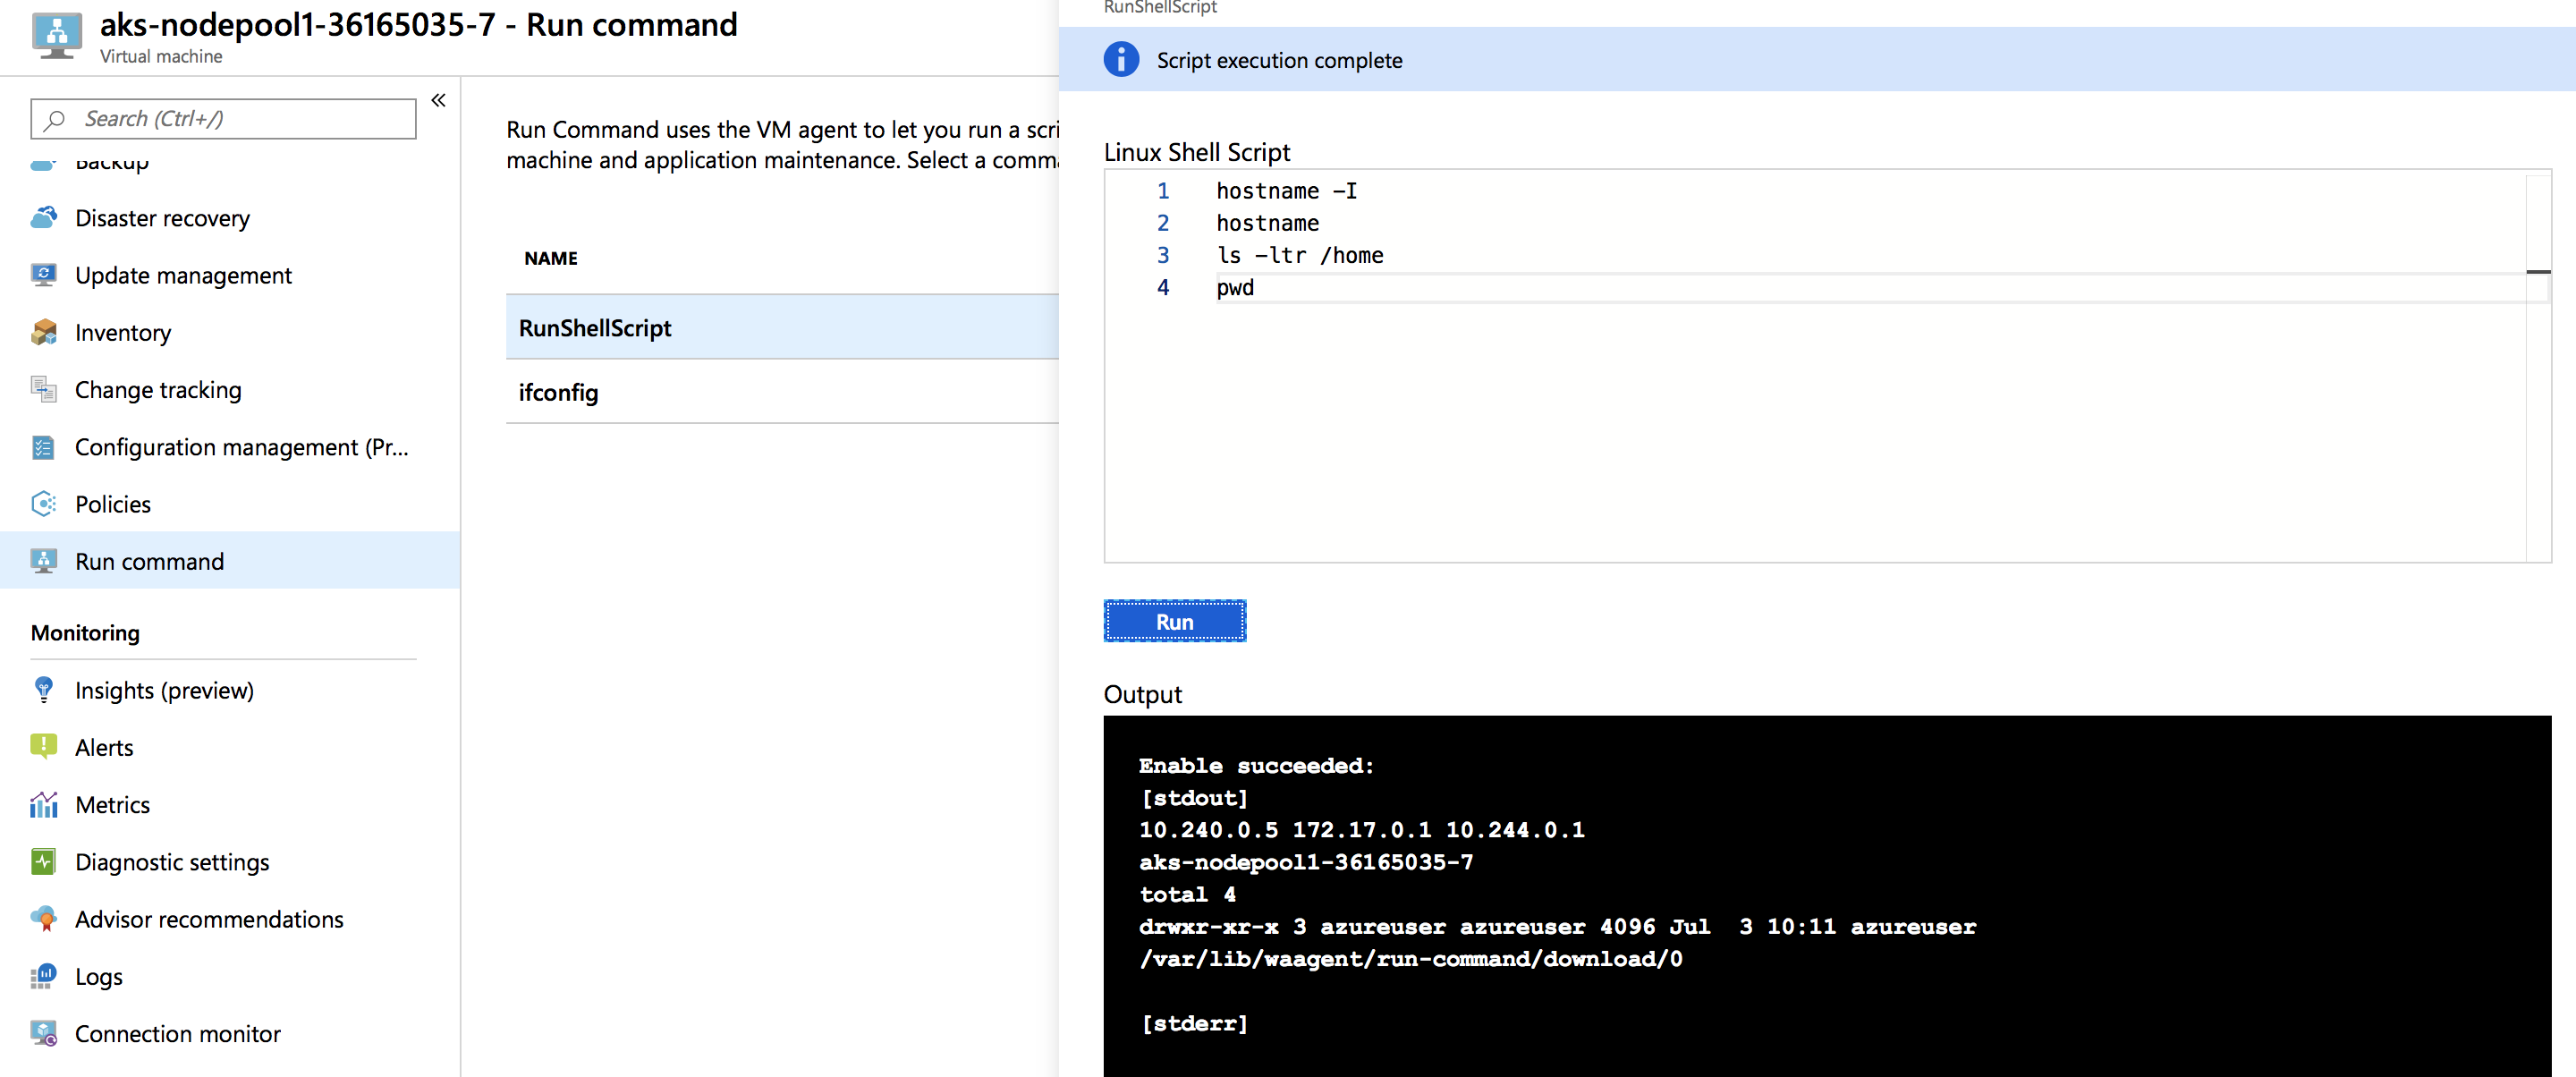 aks-nodepool1-36165035-7 - Run command
Virtual machine
Search (Ctrl+/)
«
Backup
Disaster recovery
Update management
Inventory
Change tracking
Configuration management (Pr...
Policies
Run command
Monitoring
Insights (preview)
Alerts
Metrics
Diagnostic settings
Advisor recommendations
Logs
Connection monitor
Run Command uses the VM agent to let you run a scri
machine and application maintenance. Select a comma
NAME
RunShellScript
ifconfig
RunShellScript
Script execution complete
Linux Shell Script
1 hostname -I
2 hostname
3 ls -ltr /home
4 pwd
Run
Output
Enable succeeded:
[stdout]
10.240.0.5 172.17.0.1 10.244.0.1
aks-nodepool1-36165035-7
total 4
drwxr-xr-x 3 azureuser azureuser 4096 Jul  3 10:11 azureuser
/var/lib/waagent/run-command/download/0
[stderr]